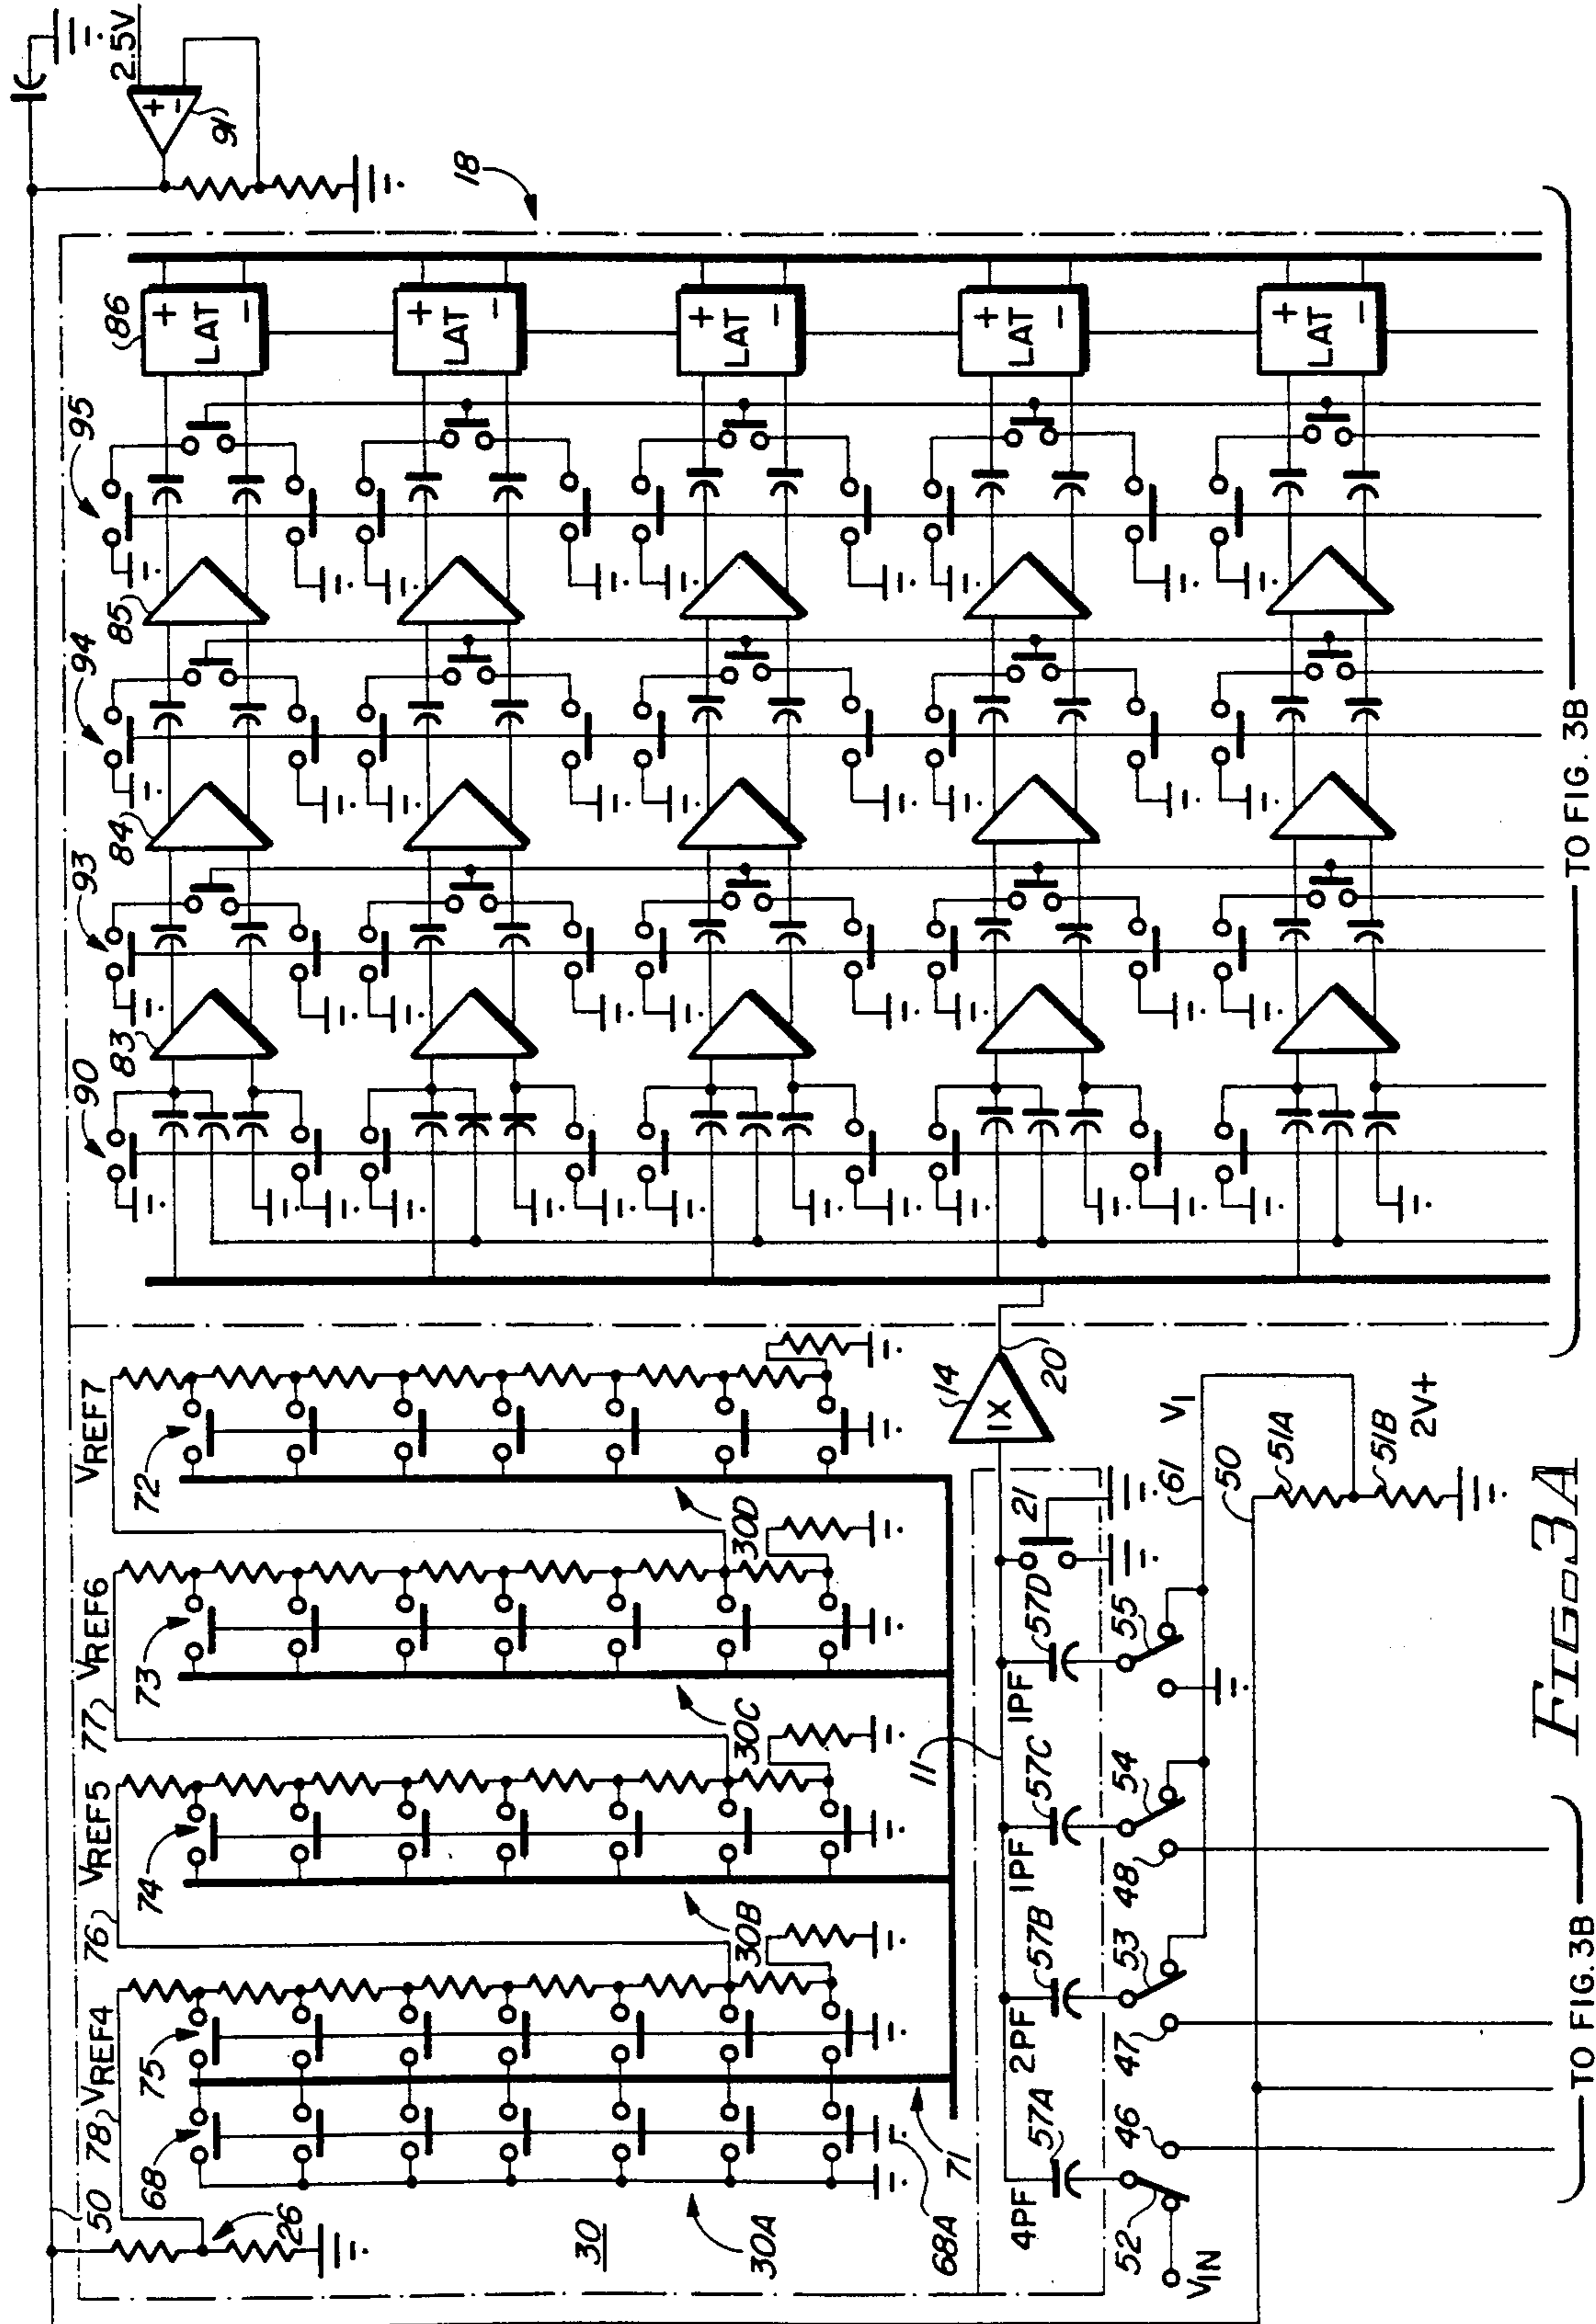 2.5V
+
−
91
18
86
95
85
94
84
93
83
90
+ LAT −
+ LAT −
+ LAT −
+ LAT −
+ LAT −
TO FIG. 3B
50
78
VREF4
76
VREF5
77
VREF6
VREF7
26
68
75
74
73
72
30
30A
30B
30C
30D
68A
71
11
14
1X
20
4PF
57A
2PF
57B
1PF
57C
1PF
57D
21
VIN
52
46
47
53
48
54
55
61
V1
50
51A
51B
2V+
TO FIG. 3B
FIG. 3A